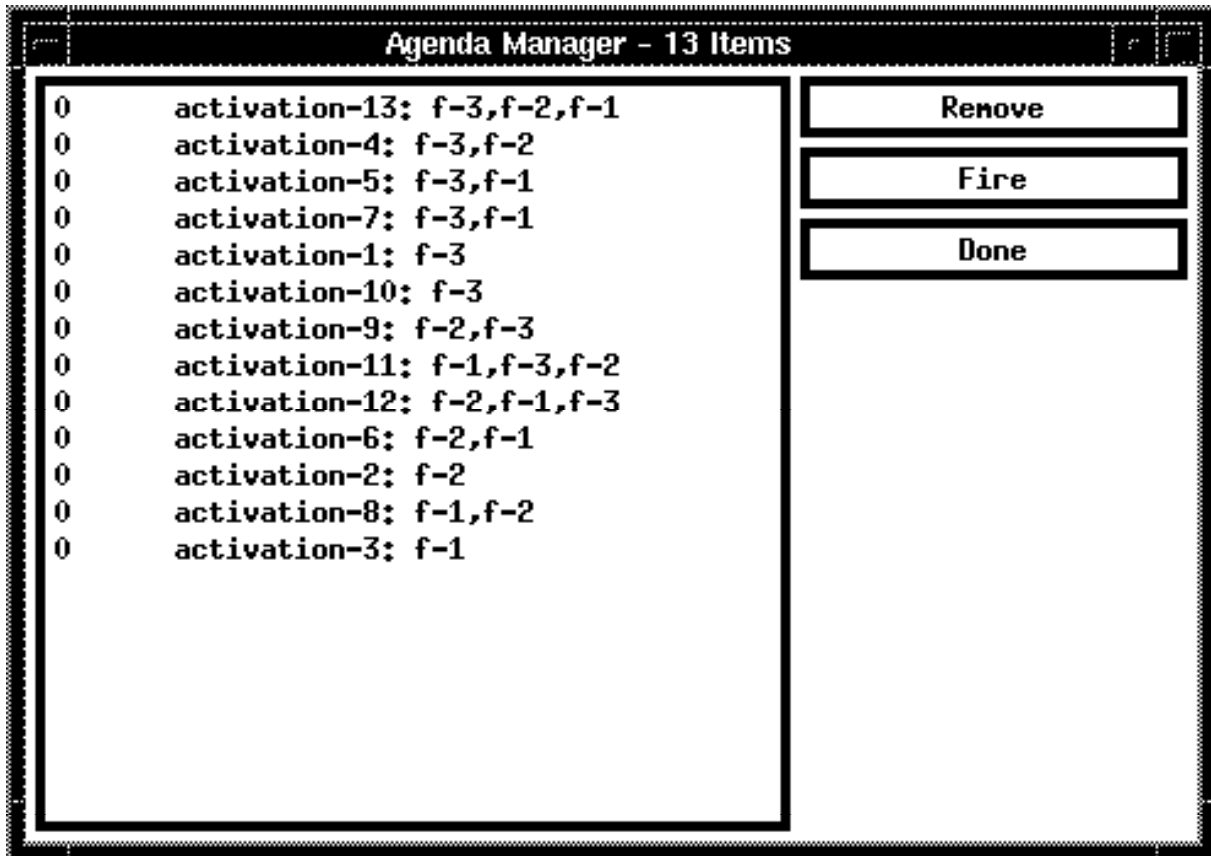 Agenda Manager - 13 Items
0 activation-13: f-3,f-2,f-1
0 activation-4: f-3,f-2
0 activation-5: f-3,f-1
0 activation-7: f-3,f-1
0 activation-1: f-3
0 activation-10: f-3
0 activation-9: f-2,f-3
0 activation-11: f-1,f-3,f-2
0 activation-12: f-2,f-1,f-3
0 activation-6: f-2,f-1
0 activation-2: f-2
0 activation-8: f-1,f-2
0 activation-3: f-1
Remove
Fire
Done